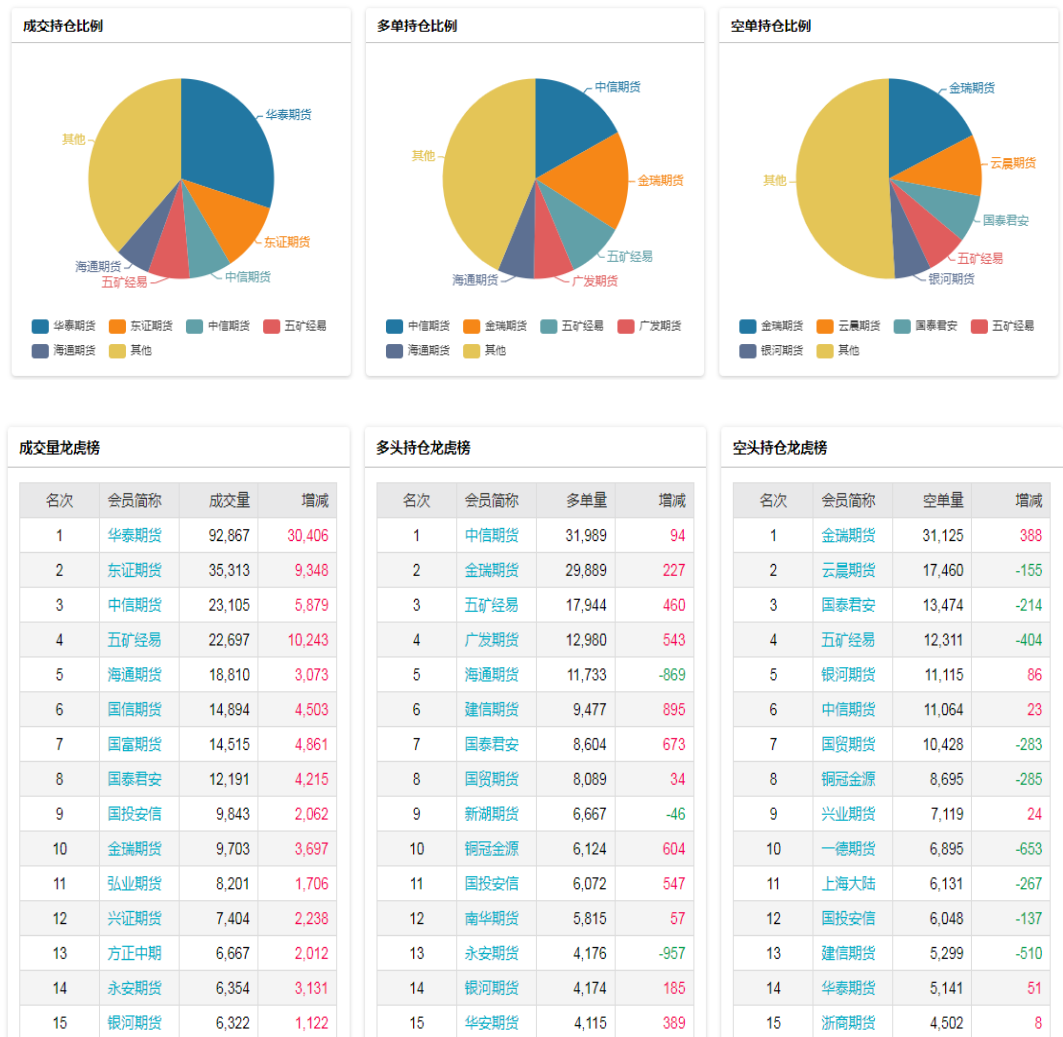 成交持仓比例
华泰期货
其他
东证期货
海通期货
中信期货
五矿经易
华泰期货 东证期货 中信期货 五矿经易
海通期货 其他
多单持仓比例
中信期货
其他
金瑞期货
五矿经易
海通期货
广发期货
中信期货 金瑞期货 五矿经易 广发期货
海通期货 其他
空单持仓比例
金瑞期货
云晨期货
其他
国泰君安
五矿经易
银河期货
金瑞期货 云晨期货 国泰君安 五矿经易
银河期货 其他
成交量龙虎榜
名次 会员简称 成交量 增减
1 华泰期货 92,867 30,406
2 东证期货 35,313 9,348
3 中信期货 23,105 5,879
4 五矿经易 22,697 10,243
5 海通期货 18,810 3,073
6 国信期货 14,894 4,503
7 国富期货 14,515 4,861
8 国泰君安 12,191 4,215
9 国投安信 9,843 2,062
10 金瑞期货 9,703 3,697
11 弘业期货 8,201 1,706
12 兴证期货 7,404 2,238
13 方正中期 6,667 2,012
14 永安期货 6,354 3,131
15 银河期货 6,322 1,122
多头持仓龙虎榜
名次 会员简称 多单量 增减
1 中信期货 31,989 94
2 金瑞期货 29,889 227
3 五矿经易 17,944 460
4 广发期货 12,980 543
5 海通期货 11,733 -869
6 建信期货 9,477 895
7 国泰君安 8,604 673
8 国贸期货 8,089 34
9 新湖期货 6,667 -46
10 铜冠金源 6,124 604
11 国投安信 6,072 547
12 南华期货 5,815 57
13 永安期货 4,176 -957
14 银河期货 4,174 185
15 华安期货 4,115 389
空头持仓龙虎榜
名次 会员简称 空单量 增减
1 金瑞期货 31,125 388
2 云晨期货 17,460 -155
3 国泰君安 13,474 -214
4 五矿经易 12,311 -404
5 银河期货 11,115 86
6 中信期货 11,064 23
7 国贸期货 10,428 -283
8 铜冠金源 8,695 -285
9 兴业期货 7,119 24
10 一德期货 6,895 -653
11 上海大陆 6,131 -267
12 国投安信 6,048 -137
13 建信期货 5,299 -510
14 华泰期货 5,141 51
15 浙商期货 4,502 8